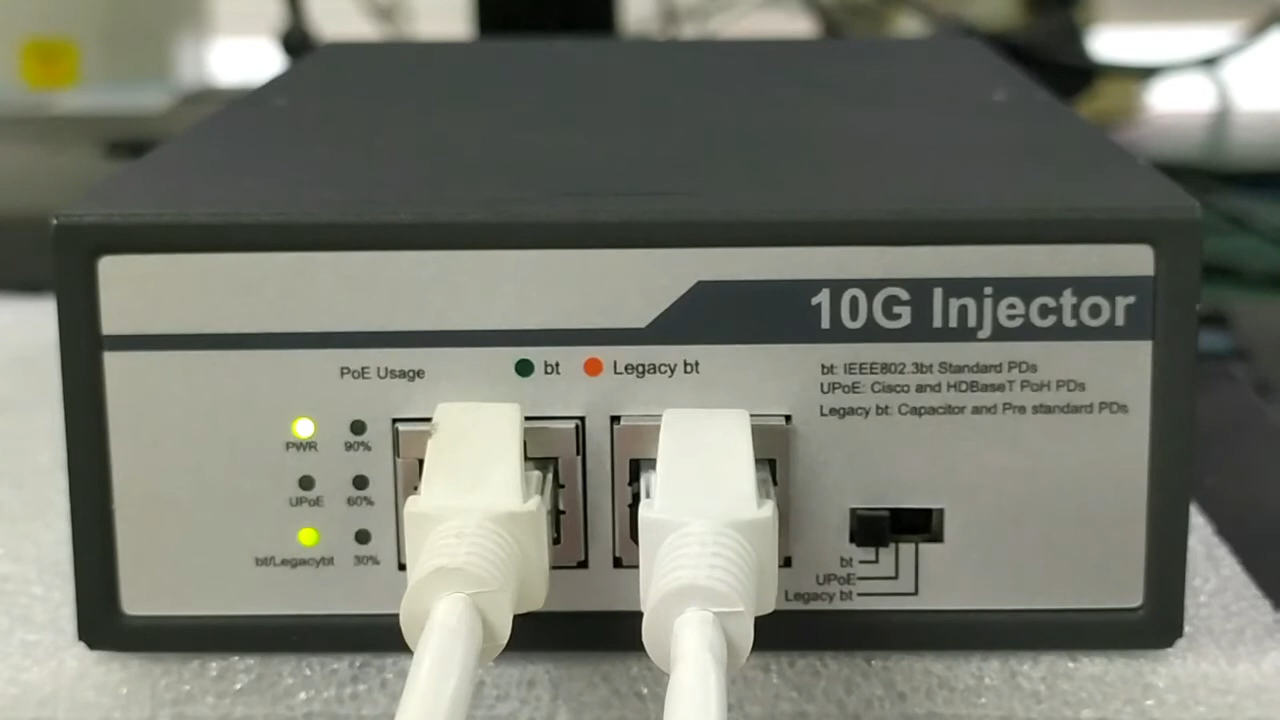 10G Injector
PoE Usage
bt
Legacy bt
bt: IEEE802.3bt Standard PDs
UPoE: Cisco and HDBaseT PoH PDs
Legacy bt: Capacitor and Pre standard PDs
PWR
90%
UPoE
60%
bt/Legacybt
30%
bt
UPoE
Legacy bt